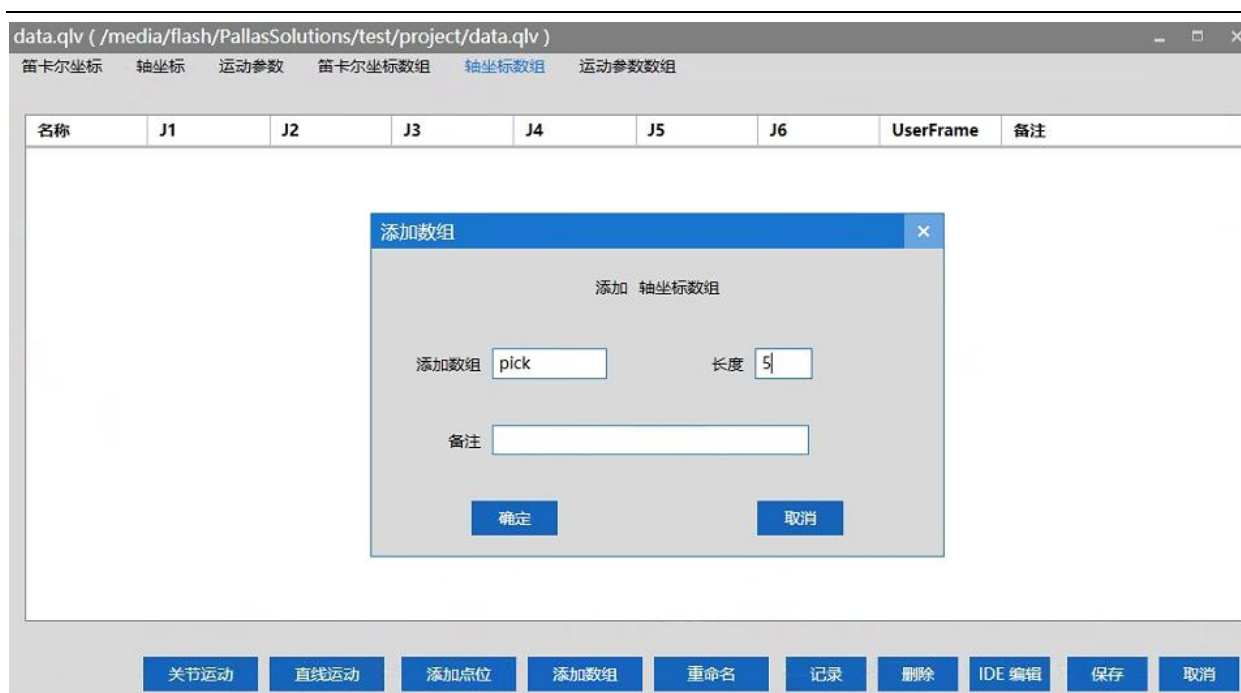 data.qlv ( /media/flash/PallasSolutions/test/project/data.qlv )
笛卡尔坐标 轴坐标 运动参数 笛卡尔坐标数组 轴坐标数组 运动参数数组
名称 J1 J2 J3 J4 J5 J6 UserFrame 备注
添加数组
添加 轴坐标数组
添加数组 pick 长度 5
备注
确定 取消
关节运动 直线运动 添加点位 添加数组 重命名 记录 删除 IDE 编辑 保存 取消